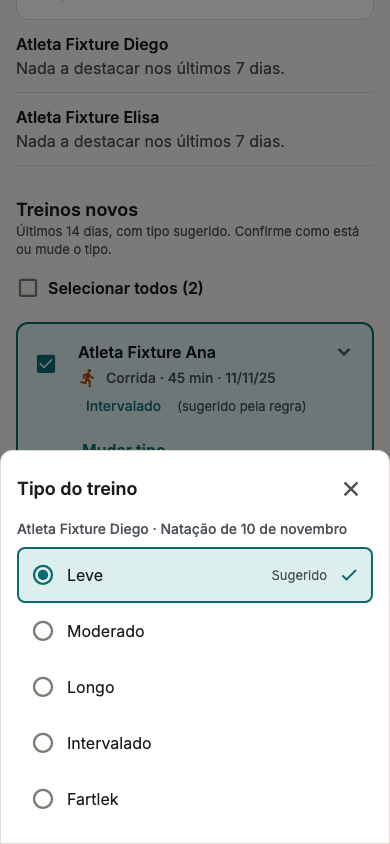 Atleta Fixture Diego
Nada a destacar nos últimos 7 dias.
Atleta Fixture Elisa
Nada a destacar nos últimos 7 dias.
Treinos novos
Últimos 14 dias, com tipo sugerido. Confirme como está
ou mude o tipo.
Selecionar todos (2)
Atleta Fixture Ana
Corrida · 45 min · 11/11/25
Intervalado (sugerido pela regra)
Mudar tipo
Tipo do treino
Atleta Fixture Diego · Natação de 10 de novembro
Leve Sugerido
Moderado
Longo
Intervalado
Fartlek